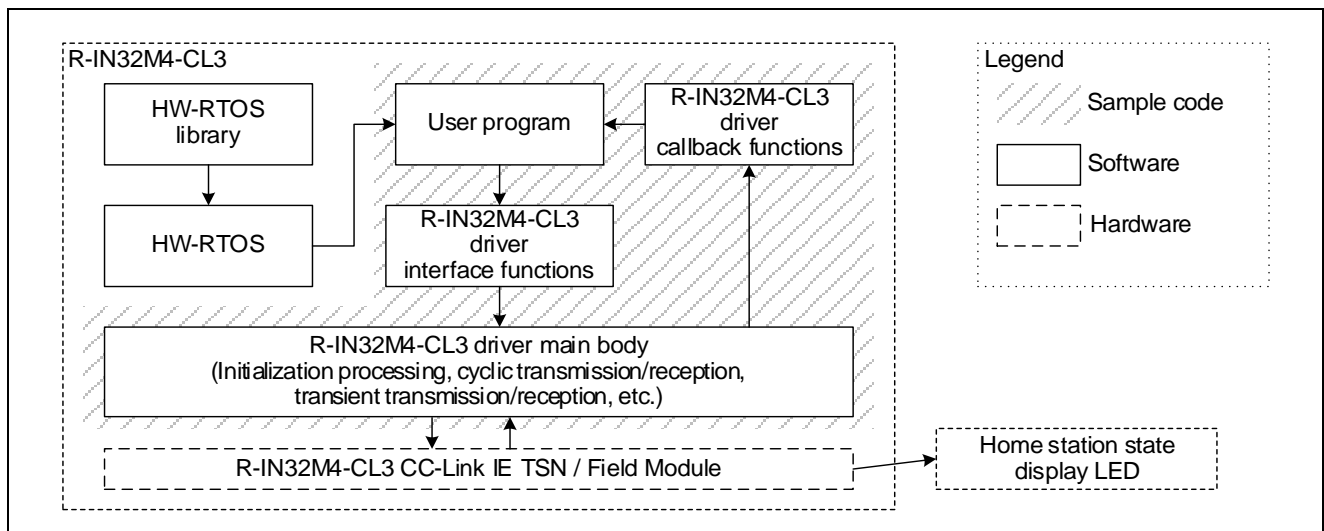 R-IN32M4-CL3
HW-RTOS
library
User program
R-IN32M4-CL3
driver
callback functions
HW-RTOS
R-IN32M4-CL3
driver
interface functions
R-IN32M4-CL3 driver main body
(Initialization processing, cyclic transmission/reception,
transient transmission/reception, etc.)
R-IN32M4-CL3 CC-Link IE TSN / Field Module
Home station state
display LED
Legend
Sample code
Software
Hardware